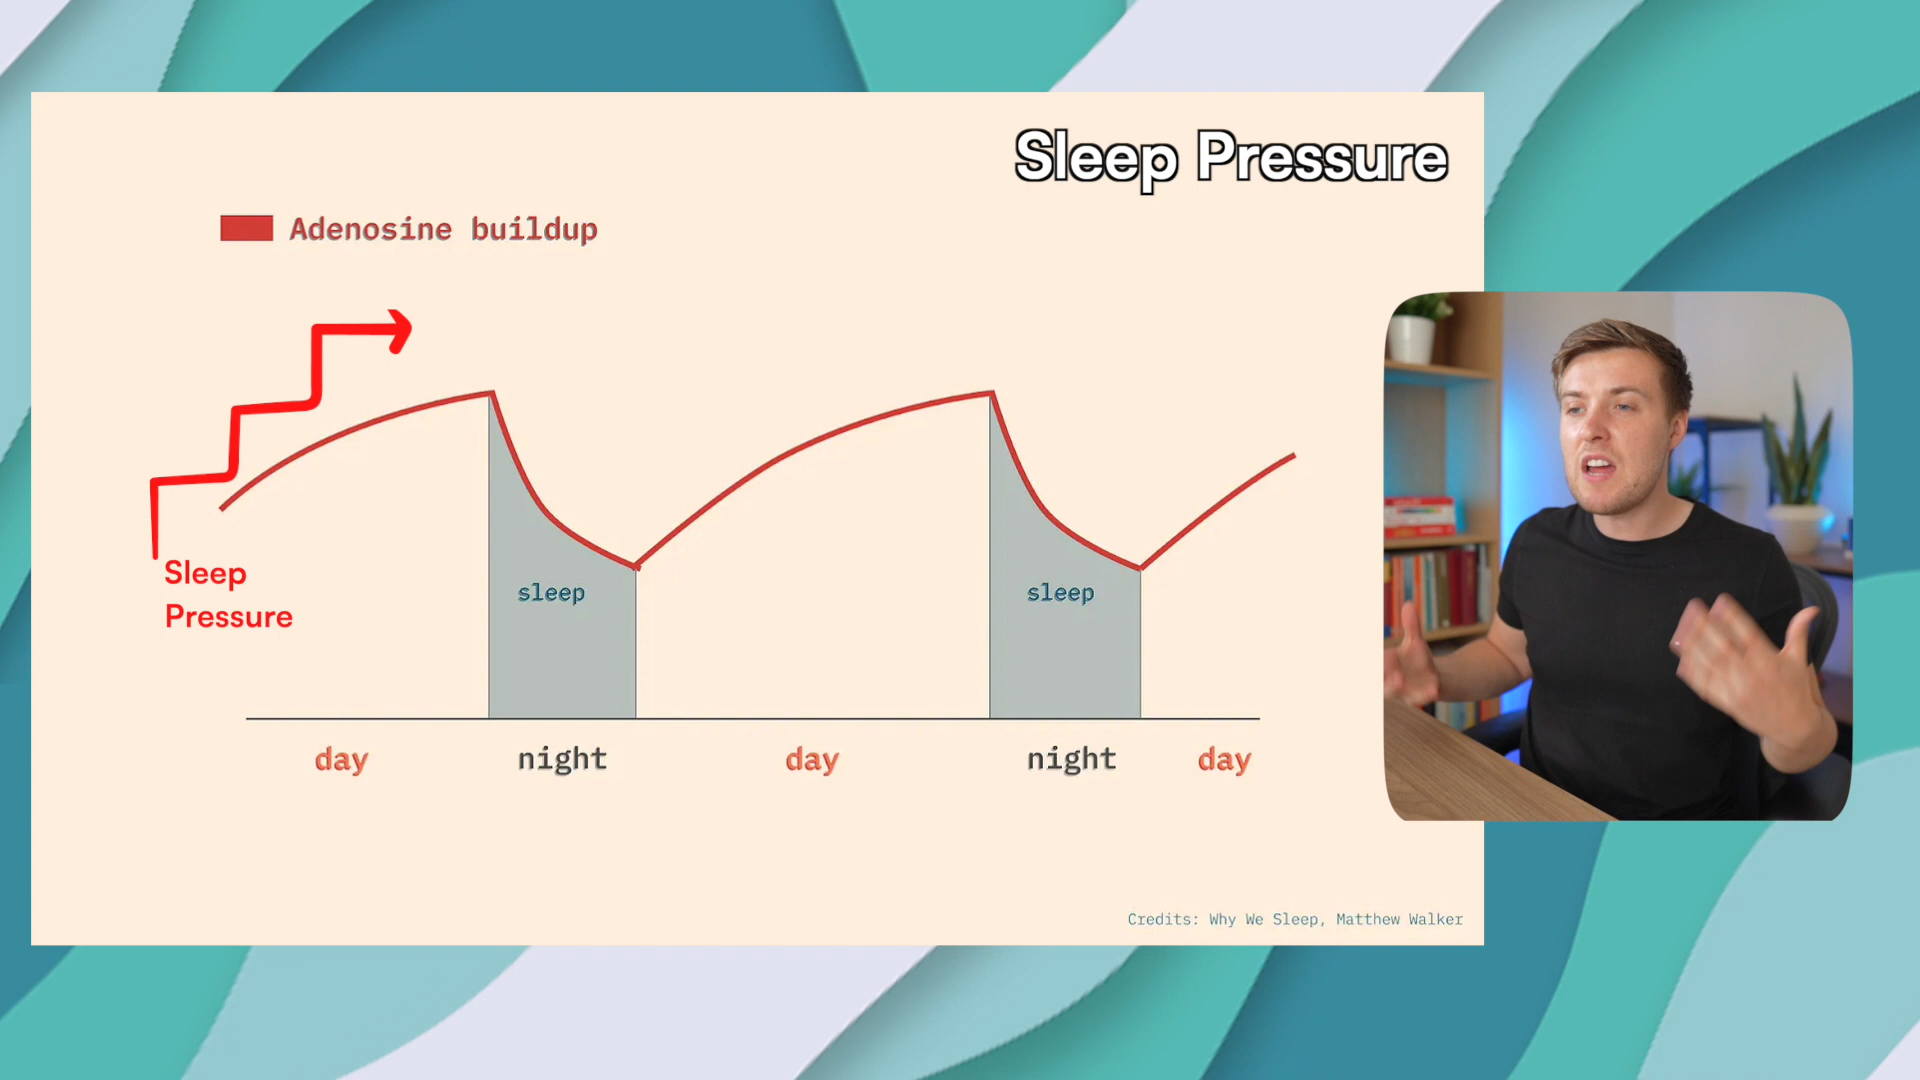 Sleep Pressure
Adenosine buildup
Sleep
Pressure
sleep
sleep
day
night
day
night
day
Credits: Why We Sleep, Matthew Walker